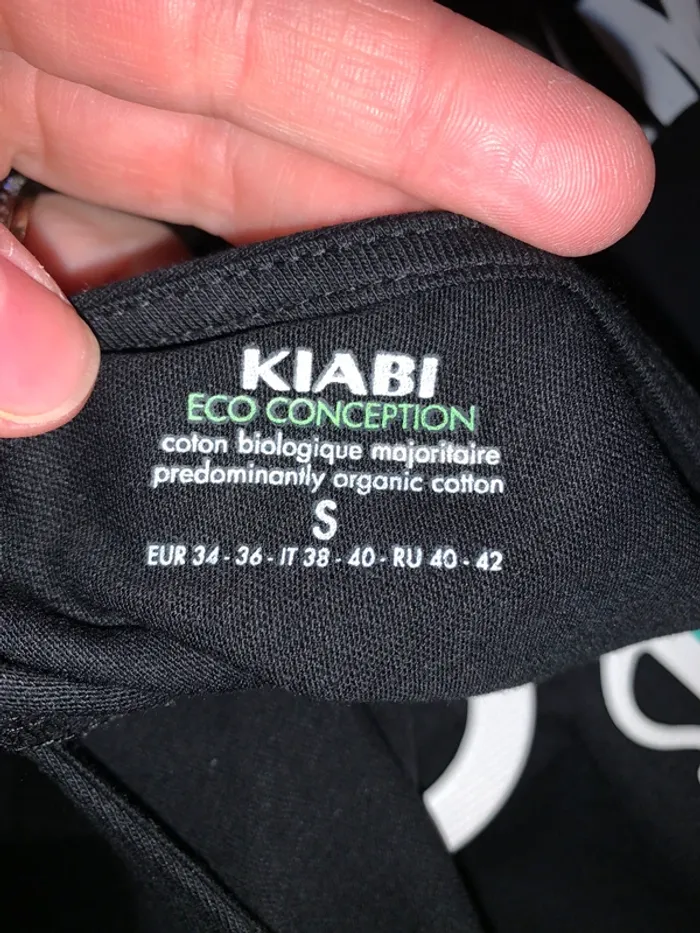 KIABI
ECO CONCEPTION
coton biologique majoritaire
predominantly organic cotton
S
EUR 34 - 36 - IT 38 - 40 - RU 40 - 42